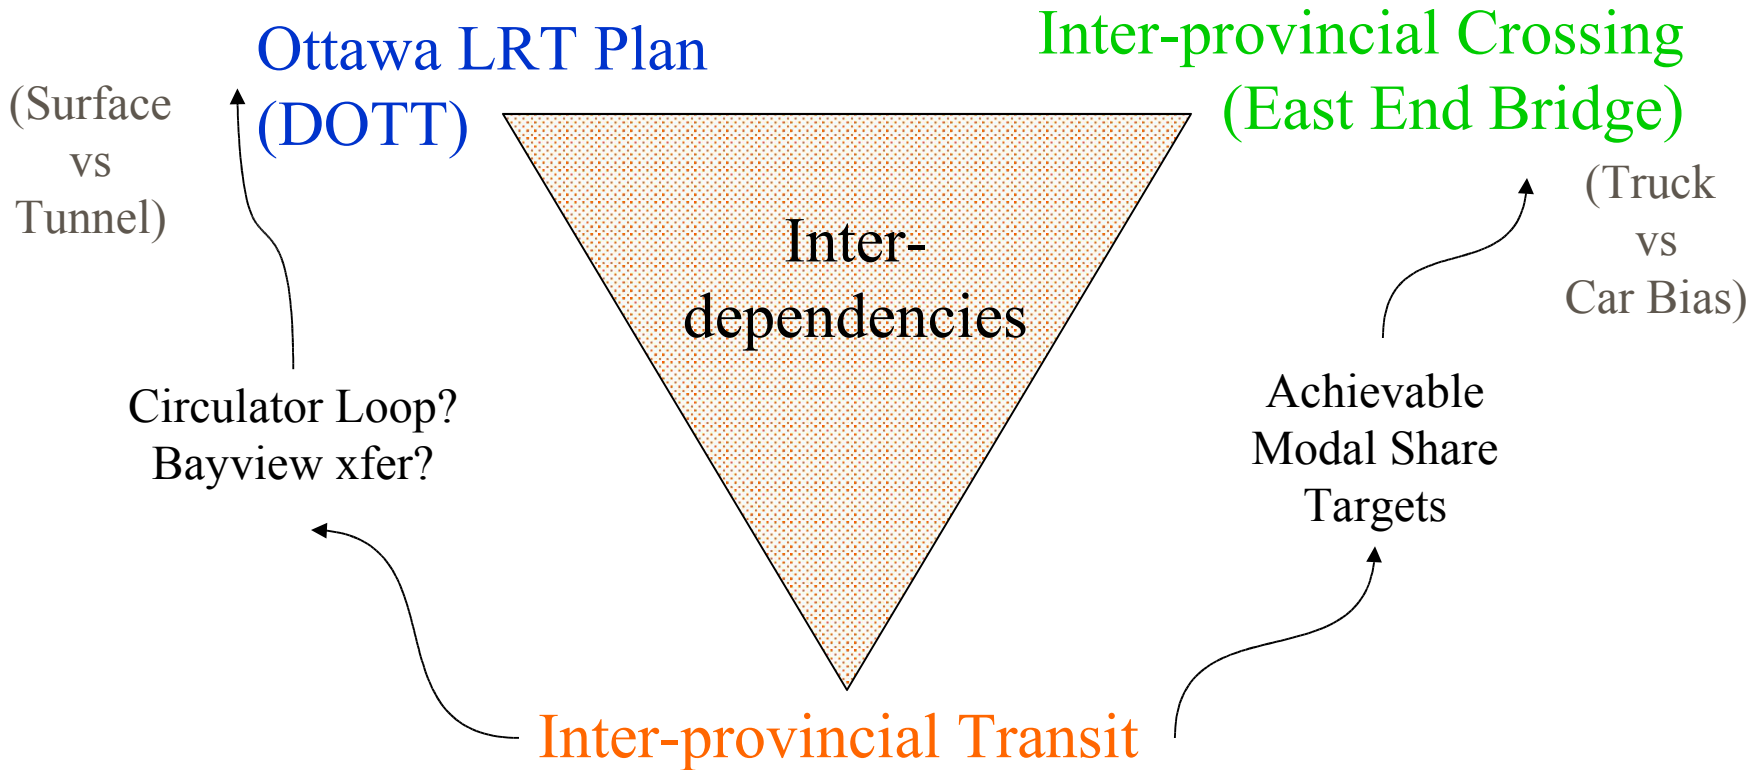 Ottawa LRT Plan
(DOTT)
(Surface
vs
Tunnel)
Inter-provincial Crossing
(East End Bridge)
(Truck
vs
Car Bias)
Inter-
dependencies
Circulator Loop?
Bayview xfer?
Achievable
Modal Share
Targets
Inter-provincial Transit